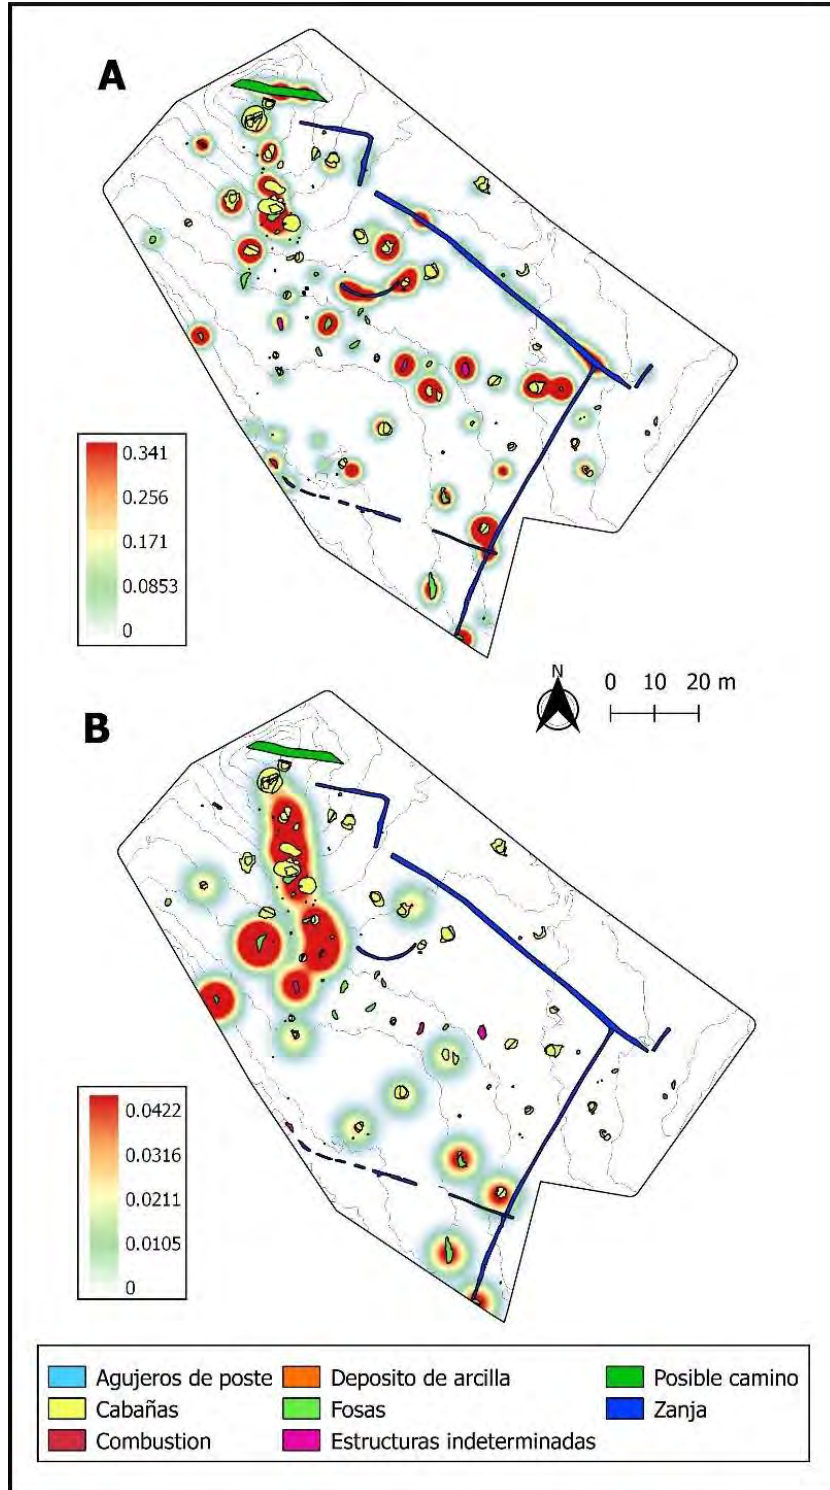 A
0.341
0.256
0.171
0.0853
0
N
0 10 20 m
B
0.0422
0.0316
0.0211
0.0105
0
Agujeros de poste
Deposito de arcilla
Posible camino
Cabañas
Fosas
Zanja
Combustion
Estructuras indeterminadas